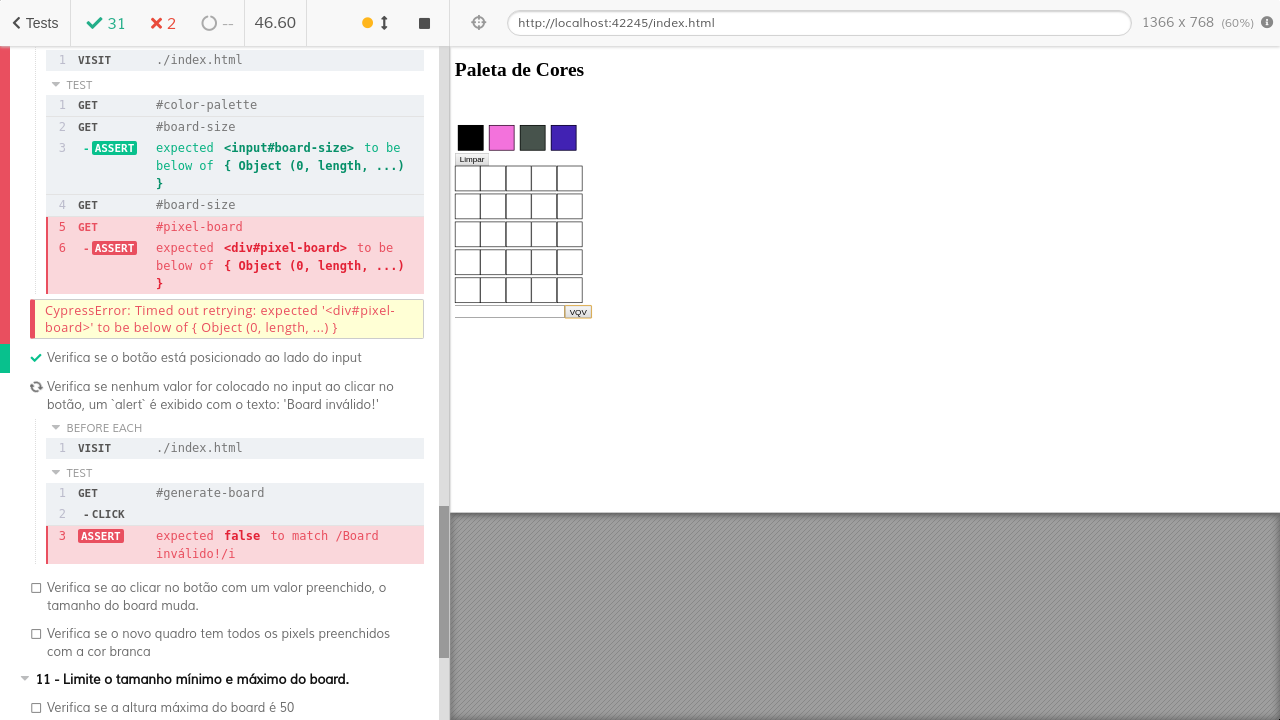 Tests
31
2
--
46.60
http://localhost:42245/index.html
1366 x 768 (60%)
1 VISIT ./index.html
TEST
1 GET #color-palette
2 GET #board-size
3 -ASSERT expected <input#board-size> to be
below of { Object (0, length, ...)
}
4 GET #board-size
5 GET #pixel-board
6 -ASSERT expected <div#pixel-board> to be
below of { Object (0, length, ...)
}
CypressError: Timed out retrying: expected '<div#pixel-
board>' to be below of { Object (0, length, ...) }
Verifica se o botão está posicionado ao lado do input
Verifica se nenhum valor for colocado no input ao clicar no
botão, um `alert` é exibido com o texto: 'Board inválido!'
BEFORE EACH
1 VISIT ./index.html
TEST
1 GET #generate-board
2 -CLICK
3 ASSERT expected false to match /Board
inválido!/i
Verifica se ao clicar no botão com um valor preenchido, o
tamanho do board muda.
Verifica se o novo quadro tem todos os pixels preenchidos
com a cor branca
11 - Limite o tamanho mínimo e máximo do board.
Verifica se a altura máxima do board é 50
Paleta de Cores
Limpar
VQV